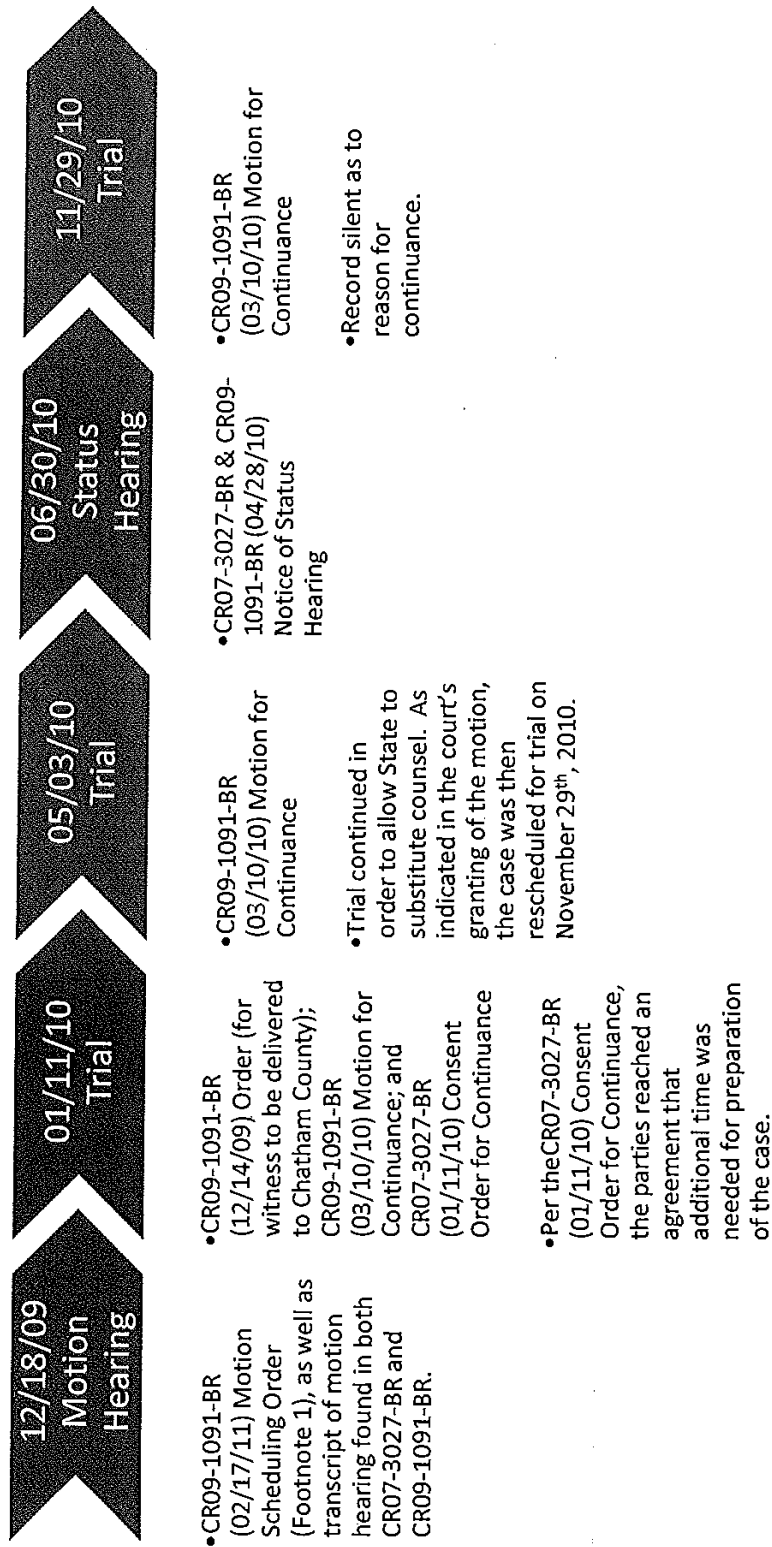 12/18/09
Motion
Hearing
•CR09-1091-BR
(02/17/11) Motion
Scheduling Order
(Footnote 1), as well as
transcript of motion
hearing found in both
CR07-3027-BR and
CR09-1091-BR.
01/11/10
Trial
•CR09-1091-BR
(12/14/09) Order (for
witness to be delivered
to Chatham County);
CR09-1091-BR
(03/10/10) Motion for
Continuance; and
CR07-3027-BR
(01/11/10) Consent
Order for Continuance
•Per theCR07-3027-BR
(01/11/10) Consent
Order for Continuance,
the parties reached an
agreement that
additional time was
needed for preparation
of the case.
05/03/10
Trial
•CR09-1091-BR
(03/10/10) Motion for
Continuance
•Trial continued in
order to allow State to
substitute counsel. As
indicated in the court's
granting of the motion,
the case was then
rescheduled for trial on
November 29th, 2010.
06/30/10
Status
Hearing
•CR07-3027-BR & CR09-
1091-BR (04/28/10)
Notice of Status
Hearing
11/29/10
Trial
•CR09-1091-BR
(03/10/10) Motion for
Continuance
•Record silent as to
reason for
continuance.